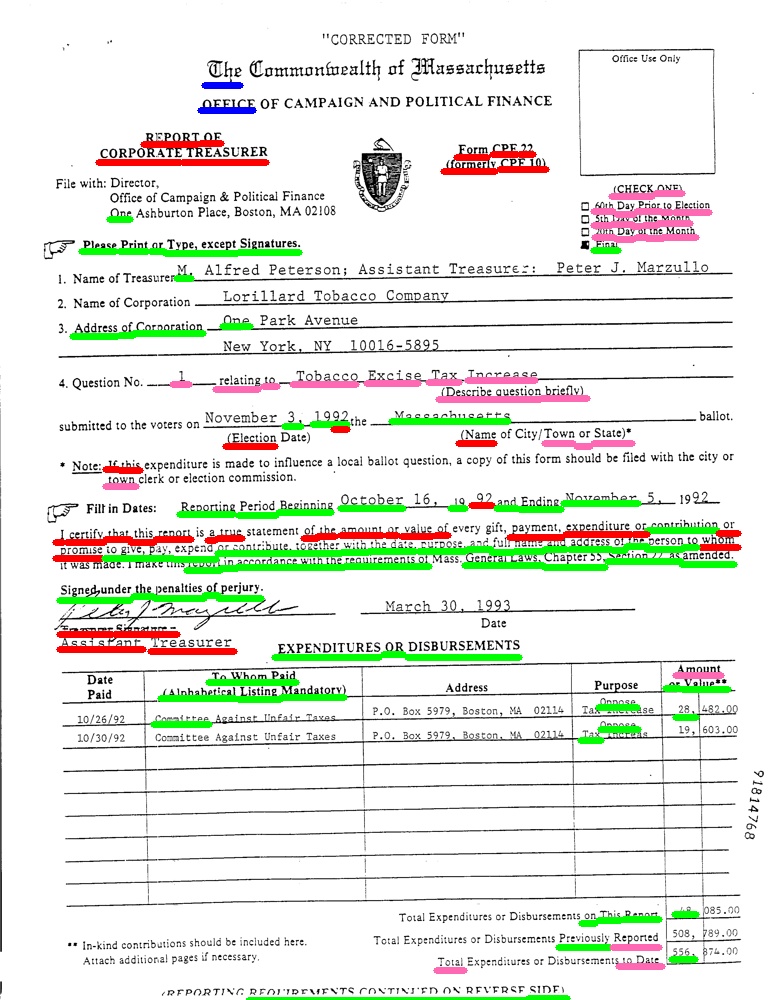 "CORRECTED FORM"
The Commonwealth of Massachusetts
Office Use Only
OFFICE OF CAMPAIGN AND POLITICAL FINANCE
REPORT OF
CORPORATE TREASURER
Form CPF 22
(formerly CPF 10)
File with: Director,
Office of Campaign & Political Finance
One Ashburton Place, Boston, MA 02108
(CHECK ONE)
60th Day Prior to Election
5th Day of the Month
20th Day of the Month
Final
Please Print or Type, except Signatures.
1. Name of Treasurer M. Alfred Peterson; Assistant Treasurer: Peter J. Marzullo
2. Name of Corporation Lorillard Tobacco Company
3. Address of Corporation One Park Avenue
New York, NY 10016-5895
4. Question No. 1 relating to Tobacco Excise Tax Increase
(Describe question briefly)
submitted to the voters on November 3, 1992 the Massachusetts ballot.
(Election Date) (Name of City/Town or State)*
* Note: If this expenditure is made to influence a local ballot question, a copy of this form should be filed with the city or
town clerk or election commission.
Fill in Dates: Reporting Period Beginning October 16, 19 92 and Ending November 5, 1992
I certify that this report is a true statement of the amount or value of every gift, payment, expenditure or contribution or
promise to give, pay, expend or contribute, together with the date, purpose, and full name and address of the person to whom
it was made. I make this report in accordance with the requirements of Mass. General Laws, Chapter 55, Section 22 as amended.
Signed under the penalties of perjury.
Peter J Marzullo March 30, 1993
Treasurer Signature Date
Assistant Treasurer
EXPENDITURES OR DISBURSEMENTS
Date Paid To Whom Paid (Alphabetical Listing Mandatory) Address Purpose Amount or Value**
10/26/92 Committee Against Unfair Taxes P.O. Box 5979, Boston, MA 02114 Oppose Tax Increase 28, 482.00
10/30/92 Committee Against Unfair Taxes P.O. Box 5979, Boston, MA 02114 Oppose Tax Increas 19, 603.00
Total Expenditures or Disbursements on This Report 48, 085.00
** In-kind contributions should be included here.
Attach additional pages if necessary.
Total Expenditures or Disbursements Previously Reported 508, 789.00
Total Expenditures or Disbursements to Date 556, 874.00
(REPORTING REQUIREMENTS CONTINUED ON REVERSE SIDE)
91814768